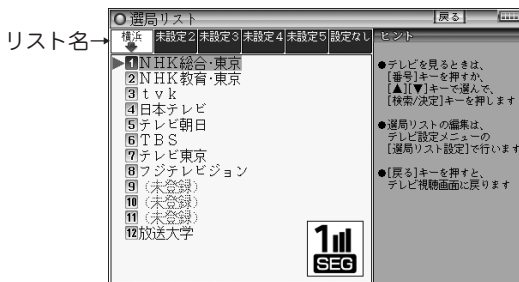 選局リスト
戻る
リスト名→
横浜 未設定2 未設定3 未設定4 未設定5 設定なし
ヒント
▶1NHK総合・東京
2NHK教育・東京
3tvk
4日本テレビ
5テレビ朝日
6TBS
7テレビ東京
8フジテレビジョン
9(未登録)
10(未登録)
11(未登録)
12放送大学
1seg
●テレビを見るときは、
[番号]キーを押すか、
[▲][▼]キーで選んで、
[検索/決定]キーを押します
●選局リストの編集は、
テレビ設定メニューの
[選局リスト設定]で行います
●[戻る]キーを押すと、
テレビ視聴画面に戻ります